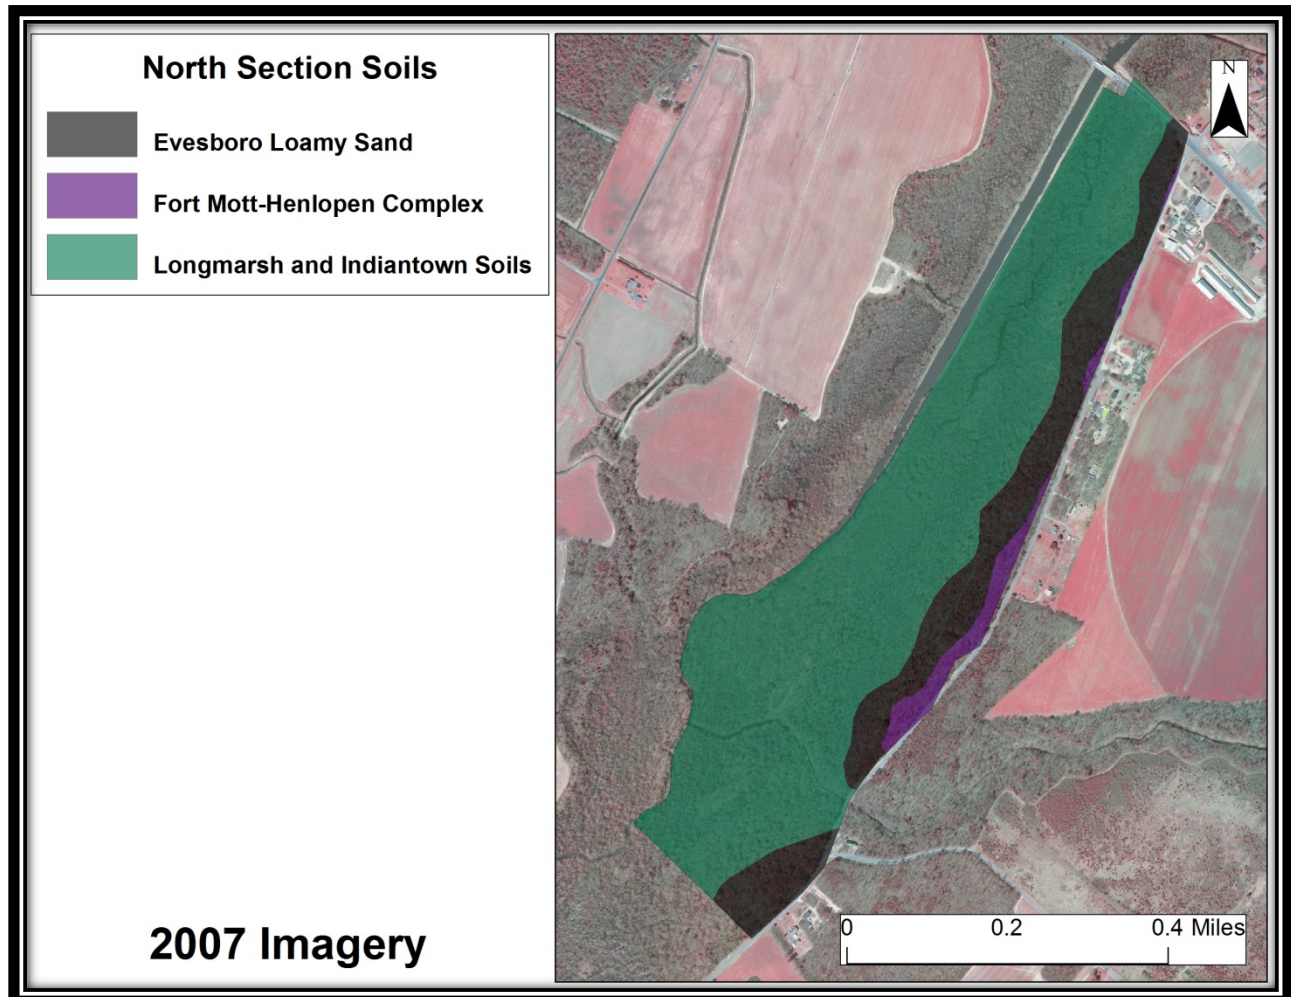 North Section Soils
Evesboro Loamy Sand
Fort Mott-Henlopen Complex
Longmarsh and Indiantown Soils
2007 Imagery
N
0 0.2 0.4 Miles